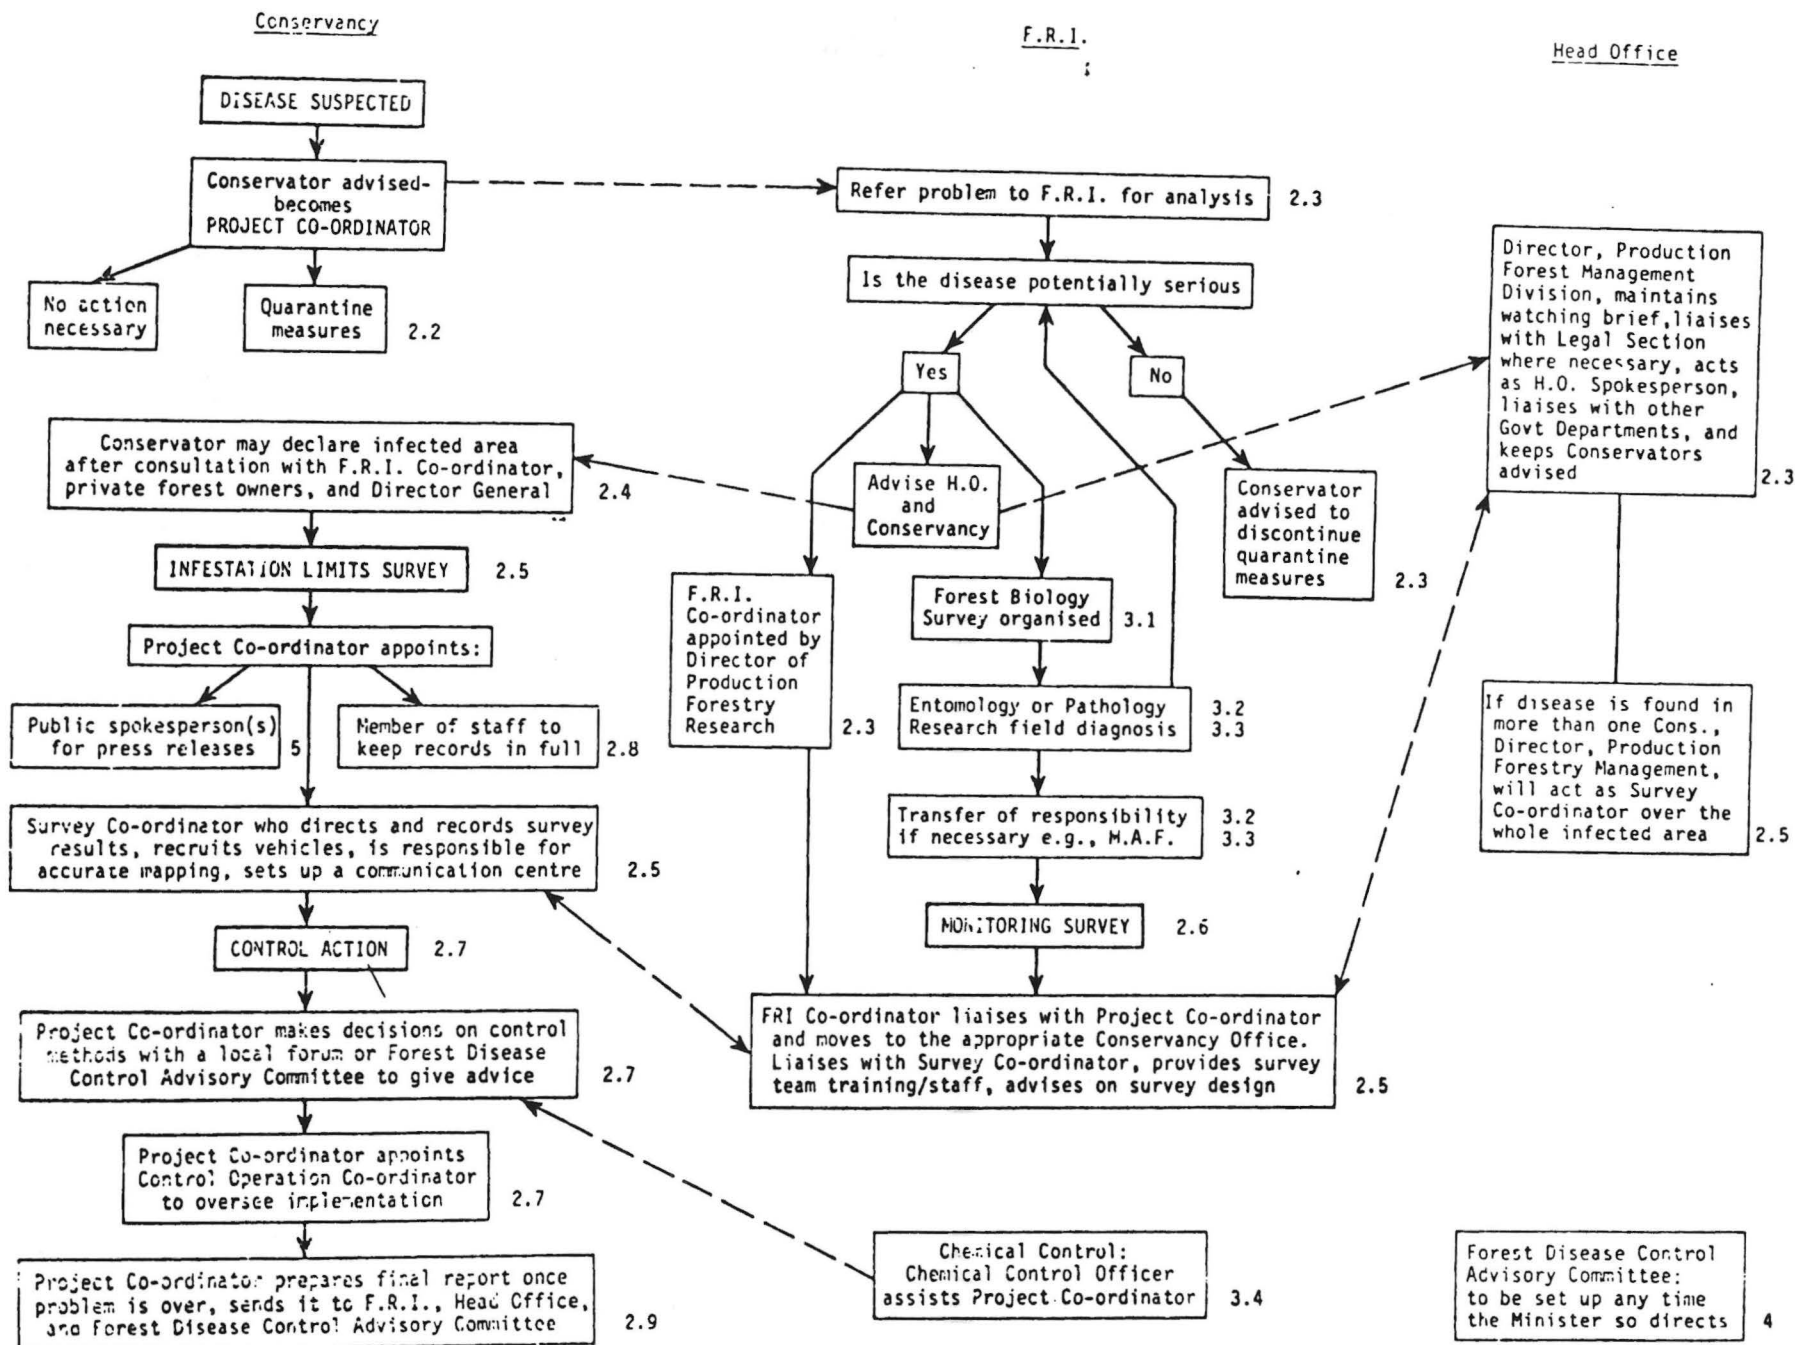 Conservancy
DISEASE SUSPECTED
Conservator advised-
becomes
PROJECT CO-ORDINATOR
No action
necessary
Quarantine
measures
2.2
Conservator may declare infected area
after consultation with F.R.I. Co-ordinator,
private forest owners, and Director General
2.4
INFESTATION LIMITS SURVEY
2.5
Project Co-ordinator appoints:
Public spokesperson(s)
for press releases
5
Member of staff to
keep records in full
2.8
Survey Co-ordinator who directs and records survey
results, recruits vehicles, is responsible for
accurate mapping, sets up a communication centre
2.5
CONTROL ACTION
2.7
Project Co-ordinator makes decisions on control
methods with a local forum or Forest Disease
Control Advisory Committee to give advice
2.7
Project Co-ordinator appoints
Control Operation Co-ordinator
to oversee implementation
2.7
Project Co-ordinator prepares final report once
problem is over, sends it to F.R.I., Head Office,
and Forest Disease Control Advisory Committee
2.9
F.R.I.
Refer problem to F.R.I. for analysis
2.3
Is the disease potentially serious
Yes
No
Advise H.O.
and
Conservancy
Conservator
advised to
discontinue
quarantine
measures
2.3
F.R.I.
Co-ordinator
appointed by
Director of
Production
Forestry
Research
2.3
Forest Biology
Survey organised
3.1
Entomology or Pathology
Research field diagnosis
3.2
3.3
Transfer of responsibility
if necessary e.g., M.A.F.
3.2
3.3
MONITORING SURVEY
2.6
FRI Co-ordinator liaises with Project Co-ordinator
and moves to the appropriate Conservancy Office.
Liaises with Survey Co-ordinator, provides survey
team training/staff, advises on survey design
2.5
Chemical Control:
Chemical Control Officer
assists Project Co-ordinator
3.4
Head Office
Director, Production
Forest Management
Division, maintains
watching brief, liaises
with Legal Section
where necessary, acts
as H.O. Spokesperson,
liaises with other
Govt Departments, and
keeps Conservators
advised
2.3
If disease is found in
more than one Cons.,
Director, Production
Forestry Management,
will act as Survey
Co-ordinator over the
whole infected area
2.5
Forest Disease Control
Advisory Committee:
to be set up any time
the Minister so directs
4